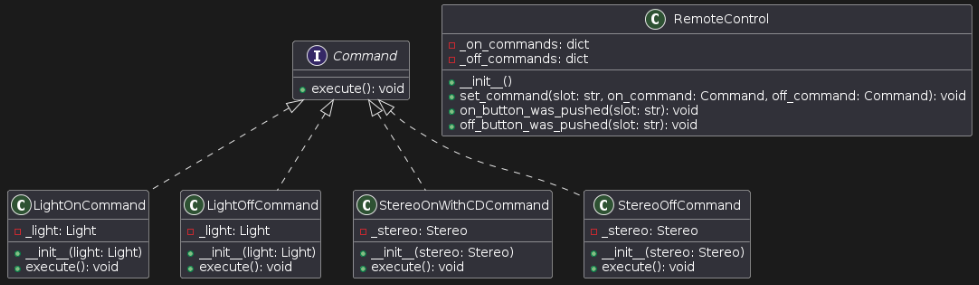 C RemoteControl
_on_commands: dict
_off_commands: dict
__init__()
set_command(slot: str, on_command: Command, off_command: Command): void
on_button_was_pushed(slot: str): void
off_button_was_pushed(slot: str): void
I Command
execute(): void
C LightOnCommand
_light: Light
__init__(light: Light)
execute(): void
C LightOffCommand
_light: Light
__init__(light: Light)
execute(): void
C StereoOnWithCDCommand
_stereo: Stereo
__init__(stereo: Stereo)
execute(): void
C StereoOffCommand
_stereo: Stereo
__init__(stereo: Stereo)
execute(): void